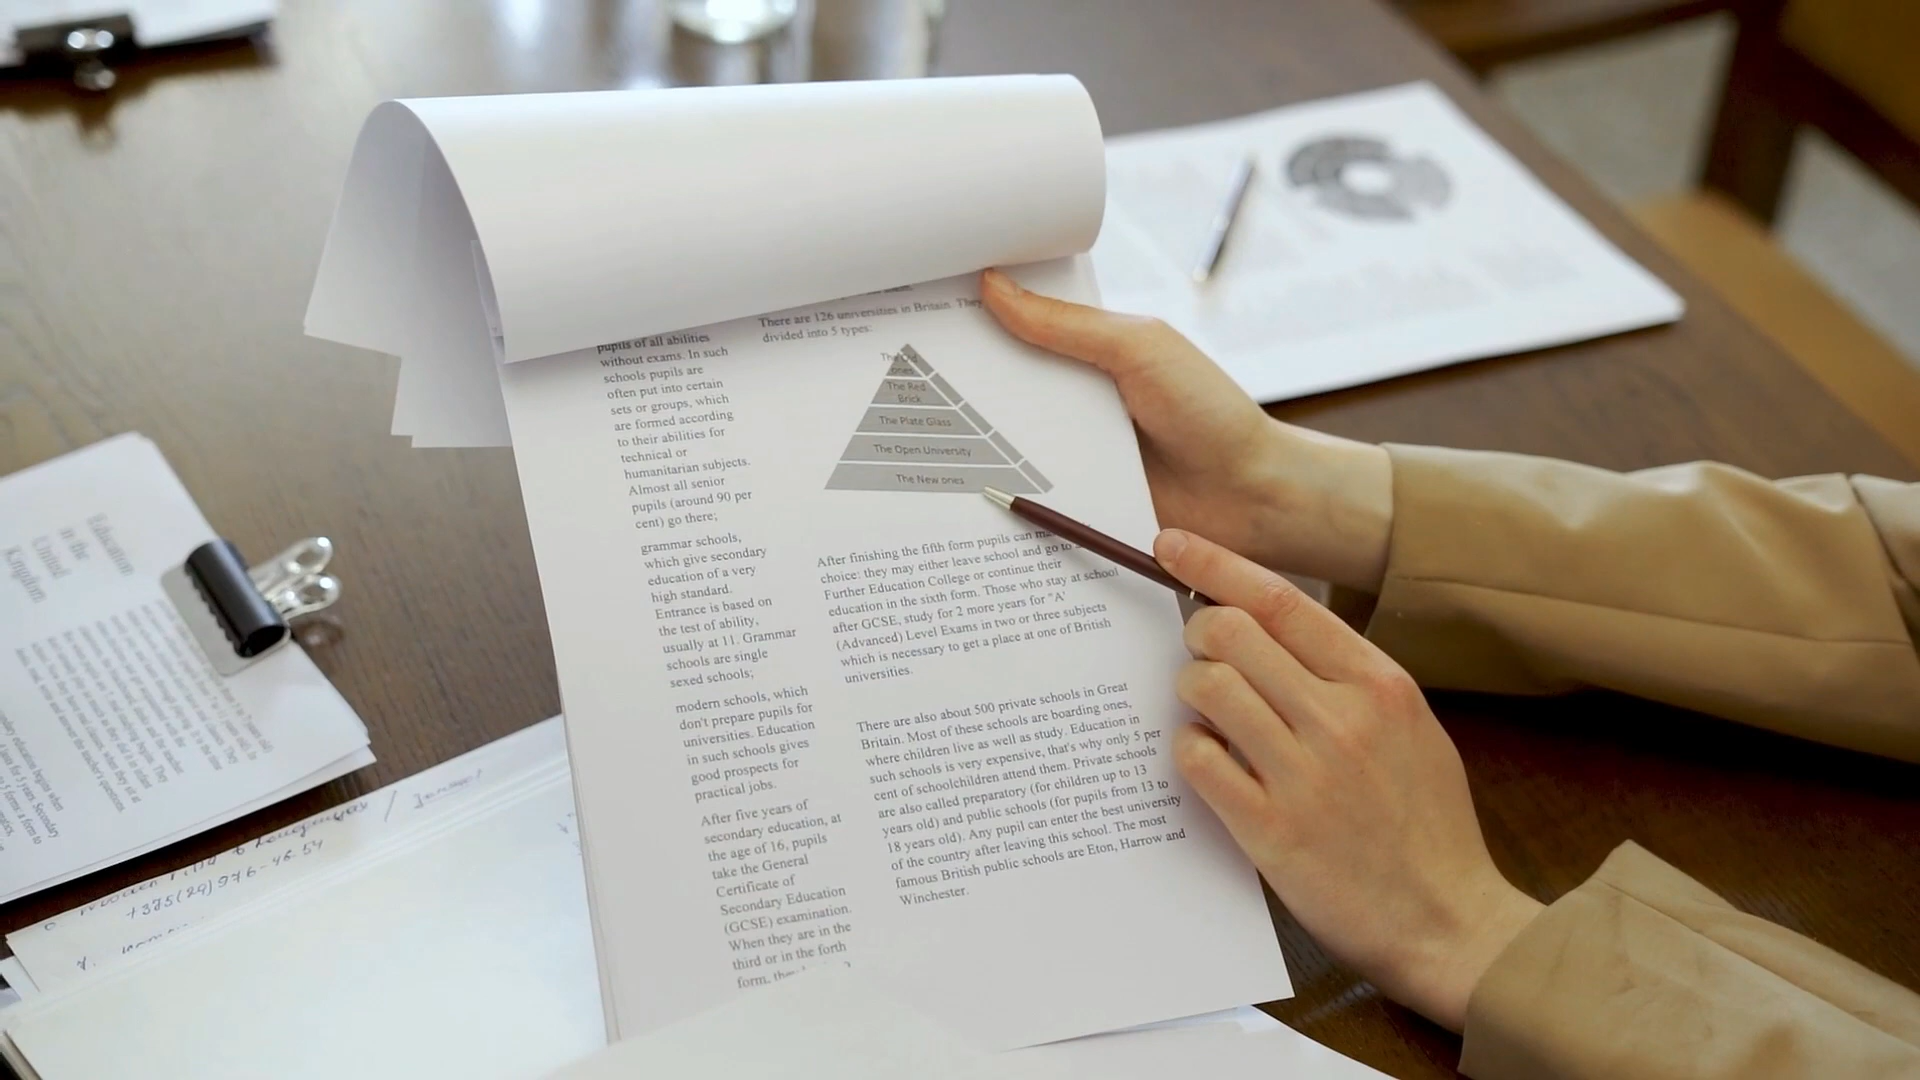 pupils of all abilities
without exams. In such
schools pupils are
often put into certain
sets or groups, which
are formed according
to their abilities for
technical or
humanitarian subjects.
Almost all senior
pupils (around 90 per
cent) go there;
grammar schools,
which give secondary
education of a very
high standard.
Entrance is based on
the test of ability,
usually at 11. Grammar
schools are single
sexed schools;
modern schools, which
don't prepare pupils for
universities. Education
in such schools gives
good prospects for
practical jobs.
After five years of
secondary education, at
the age of 16, pupils
take the General
Certificate of
Secondary Education
(GCSE) examination.
When they are in the
third or in the forth
form,
There are 126 universities in Britain. They
divided into 5 types:
The Old
ones
The Red
Brick
The Plate Glass
The Open University
The New ones
After finishing the fifth form pupils can
choice: they may either leave school and go to
Further Education College or continue their
education in the sixth form. Those who stay at school
after GCSE, study for 2 more years for "A'
(Advanced) Level Exams in two or three subjects
which is necessary to get a place at one of British
universities.
There are also about 500 private schools in Great
Britain. Most of these schools are boarding ones,
where children live as well as study. Education in
such schools is very expensive, that's why only 5 per
cent of schoolchildren attend them. Private schools
are also called preparatory (for children up to 13
years old) and public schools (for pupils from 13 to
18 years old). Any pupil can enter the best university
of the country after leaving this school. The most
famous British public schools are Eton, Harrow and
Winchester.
Education
in the
United
Kingdom
+375(29) 976-46-54